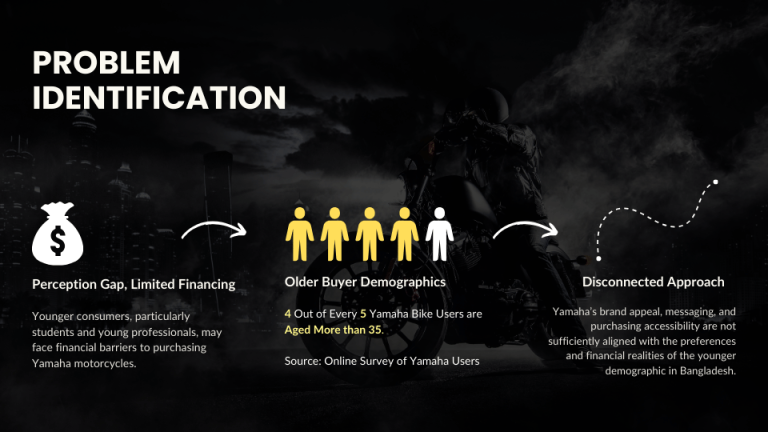 PROBLEM
IDENTIFICATION
$
Perception Gap, Limited Financing
Younger consumers, particularly
students and young professionals, may
face financial barriers to purchasing
Yamaha motorcycles.
Older Buyer Demographics
4 Out of Every 5 Yamaha Bike Users are
Aged More than 35.
Source: Online Survey of Yamaha Users
Disconnected Approach
Yamaha's brand appeal, messaging, and
purchasing accessibility are not
sufficiently aligned with the preferences
and financial realities of the younger
demographic in Bangladesh.